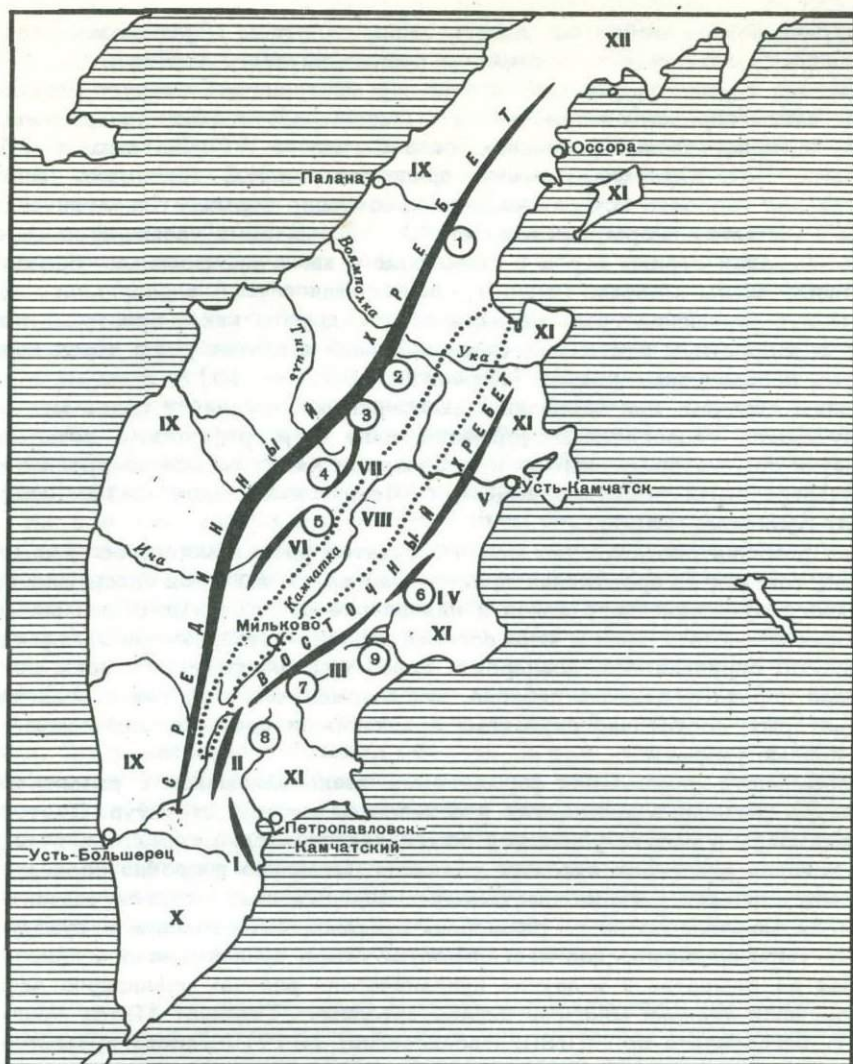 XII
Оссора
IX
Палана
XI
1
Воямполка
Тигиль
Ука
XI
2
3
IX
XI
4
VII
Усть-Камчатск
V
5
VIII
VI
Ича
Камчатка
6
IV
Мильково
XI
9
III
7
8
IX
II
XI
Петропавловск-
Камчатский
Усть-Большерец
I
X
СРЕДИННЫЙ ХРЕБЕТ
ВОСТОЧНЫЙ ХРЕБЕТ